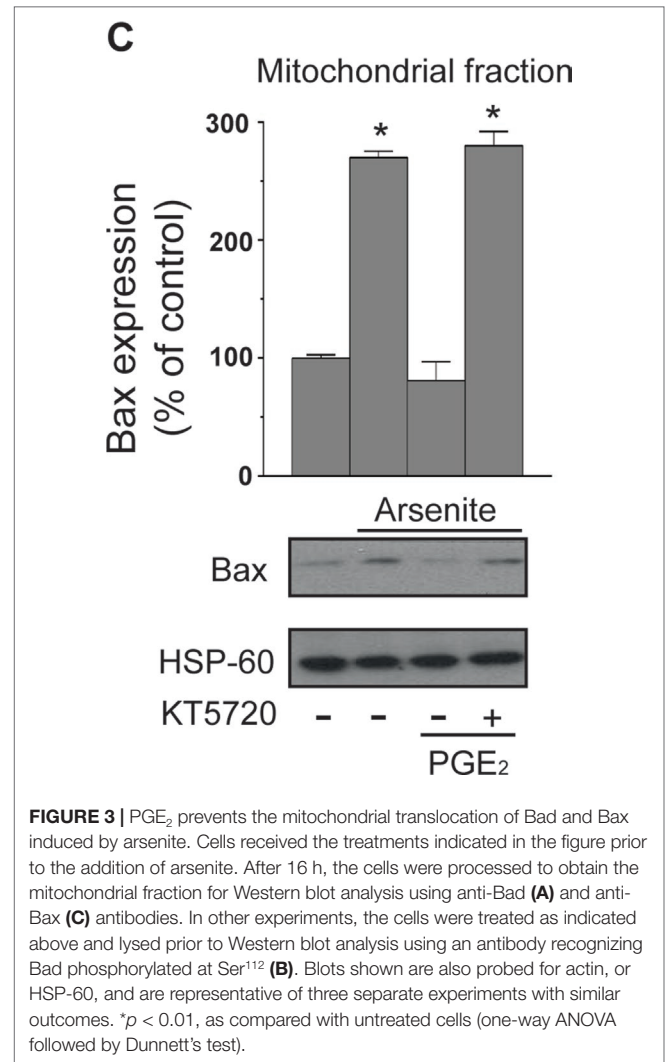 C
Mitochondrial fraction
Bax expression
(% of control)
300
200
100
0
* *
Arsenite
Bax
HSP-60
KT5720 - - - +
PGE₂
FIGURE 3 | PGE₂ prevents the mitochondrial translocation of Bad and Bax
induced by arsenite. Cells received the treatments indicated in the figure prior
to the addition of arsenite. After 16 h, the cells were processed to obtain the
mitochondrial fraction for Western blot analysis using anti-Bad (A) and anti-
Bax (C) antibodies. In other experiments, the cells were treated as indicated
above and lysed prior to Western blot analysis using an antibody recognizing
Bad phosphorylated at Ser¹¹² (B). Blots shown are also probed for actin, or
HSP-60, and are representative of three separate experiments with similar
outcomes. *p < 0.01, as compared with untreated cells (one-way ANOVA
followed by Dunnett’s test).